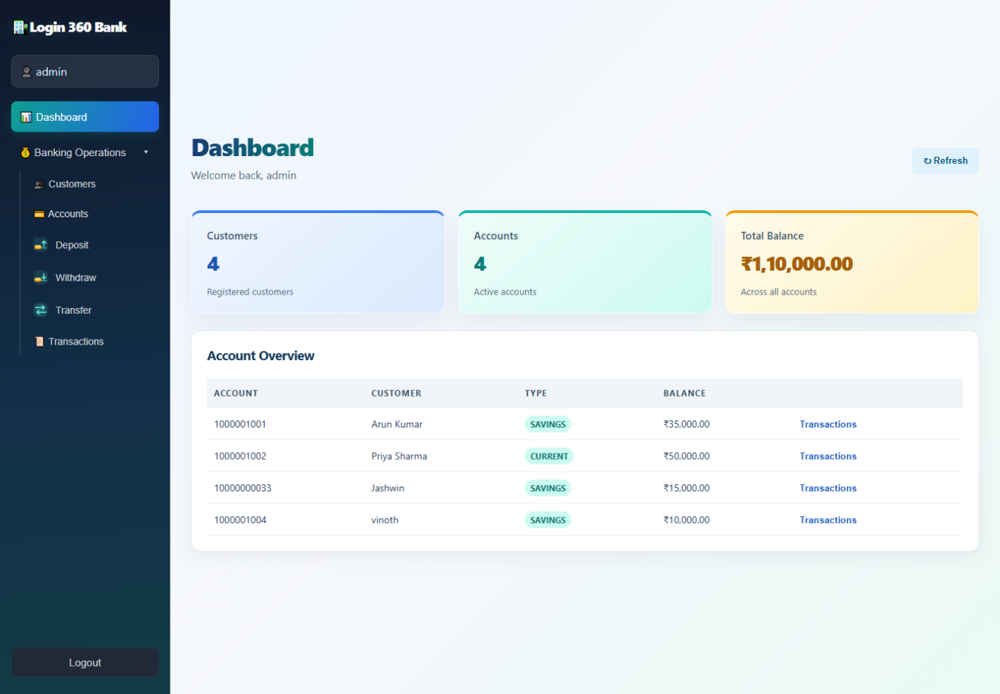 Login 360 Bank
admin
Dashboard
Banking Operations
Customers
Accounts
Deposit
Withdraw
Transfer
Transactions
Logout
Dashboard
Welcome back, admin
↻ Refresh
Customers
4
Registered customers
Accounts
4
Active accounts
Total Balance
₹1,10,000.00
Across all accounts
Account Overview
ACCOUNT CUSTOMER TYPE BALANCE
1000001001 Arun Kumar SAVINGS ₹35,000.00 Transactions
1000001002 Priya Sharma CURRENT ₹50,000.00 Transactions
10000000033 Jashwin SAVINGS ₹15,000.00 Transactions
1000001004 vinoth SAVINGS ₹10,000.00 Transactions